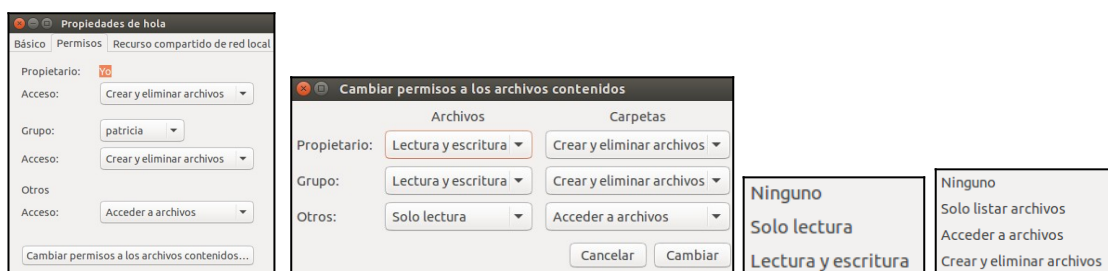 Propiedades de hola
Básico Permisos Recurso compartido de red local
Propietario: Yo
Acceso: Crear y eliminar archivos
Grupo: patricia
Acceso: Crear y eliminar archivos
Otros
Acceso: Acceder a archivos
Cambiar permisos a los archivos contenidos...
Cambiar permisos a los archivos contenidos
Archivos Carpetas
Propietario: Lectura y escritura Crear y eliminar archivos
Grupo: Lectura y escritura Crear y eliminar archivos
Otros: Solo lectura Acceder a archivos
Cancelar Cambiar
Ninguno
Solo lectura
Lectura y escritura
Ninguno
Solo listar archivos
Acceder a archivos
Crear y eliminar archivos